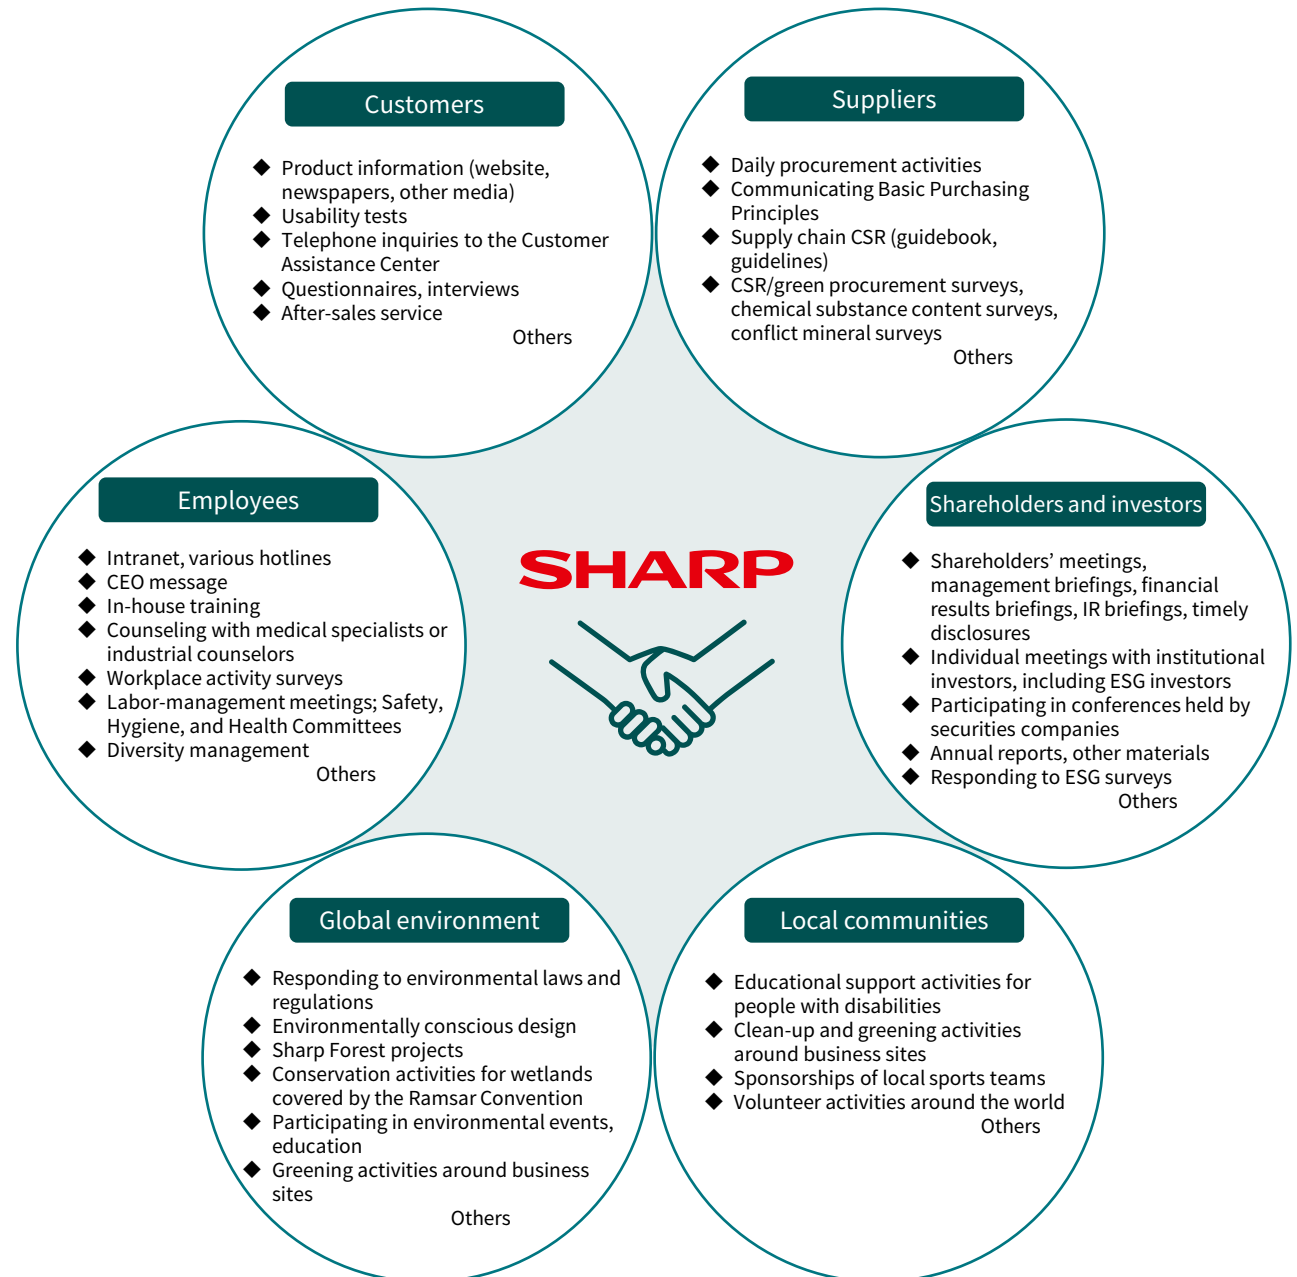 Customers
◆ Product information (website,
newspapers, other media)
◆ Usability tests
◆ Telephone inquiries to the Customer
Assistance Center
◆ Questionnaires, interviews
◆ After-sales service
Others
Suppliers
◆ Daily procurement activities
◆ Communicating Basic Purchasing
Principles
◆ Supply chain CSR (guidebook,
guidelines)
◆ CSR/green procurement surveys,
chemical substance content surveys,
conflict mineral surveys
Others
Employees
◆ Intranet, various hotlines
◆ CEO message
◆ In-house training
◆ Counseling with medical specialists or
industrial counselors
◆ Workplace activity surveys
◆ Labor-management meetings; Safety,
Hygiene, and Health Committees
◆ Diversity management
Others
SHARP
Shareholders and investors
◆ Shareholders’ meetings,
management briefings, financial
results briefings, IR briefings, timely
disclosures
◆ Individual meetings with institutional
investors, including ESG investors
◆ Participating in conferences held by
securities companies
◆ Annual reports, other materials
◆ Responding to ESG surveys
Others
Global environment
◆ Responding to environmental laws and
regulations
◆ Environmentally conscious design
◆ Sharp Forest projects
◆ Conservation activities for wetlands
covered by the Ramsar Convention
◆ Participating in environmental events,
education
◆ Greening activities around business
sites
Others
Local communities
◆ Educational support activities for
people with disabilities
◆ Clean-up and greening activities
around business sites
◆ Sponsorships of local sports teams
◆ Volunteer activities around the world
Others